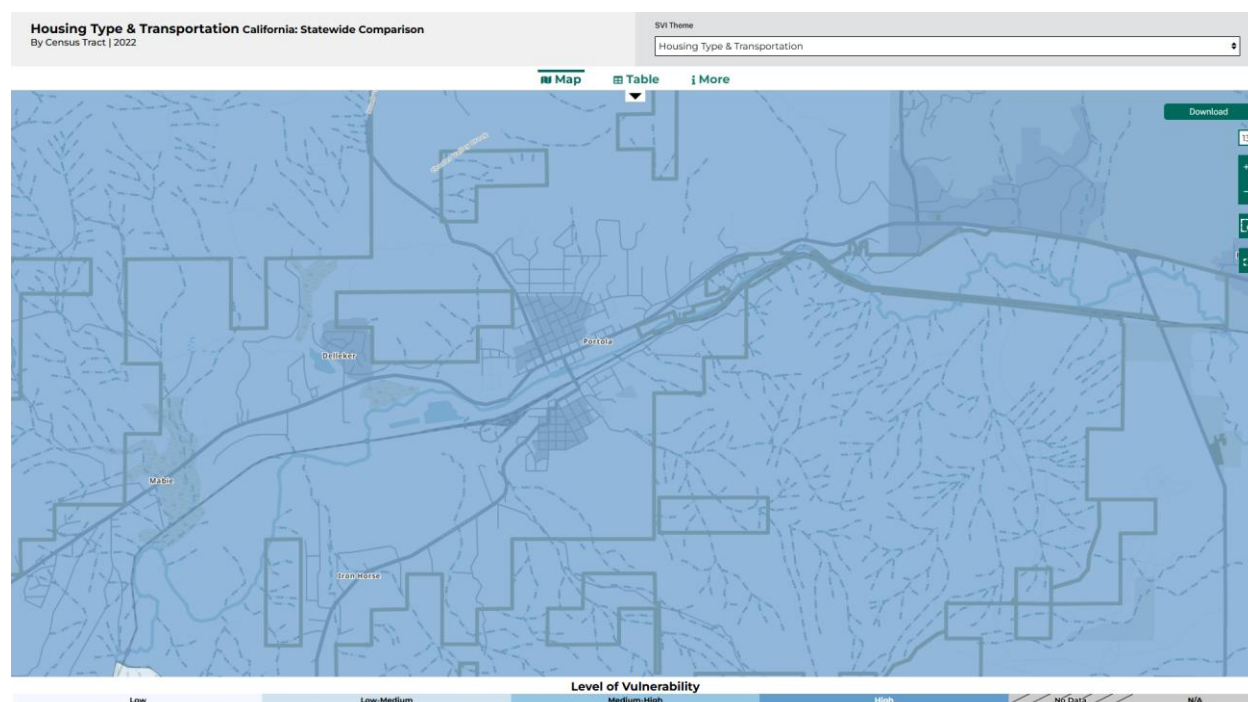 Housing Type & Transportation California: Statewide Comparison
By Census Tract | 2022
SVI Theme
Housing Type & Transportation
Map
Table
More
Download
13
Portola
Delleker
Mabie
Iron Horse
Level of Vulnerability
Low
Low-Medium
Medium-High
High
No Data
N/A